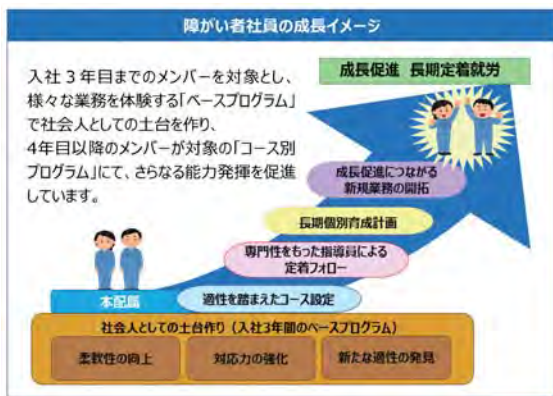 障がい者社員の成長イメージ
入社3年目までのメンバーを対象とし、
様々な業務を体験する「ベースプログラム」
で社会人としての土台を作り、
4年目以降のメンバーが対象の「コース別
プログラム」にて、さらなる能力発揮を促進
しています。
成長促進 長期定着就労
成長促進につながる
新規業務の開拓
長期個別育成計画
専門性をもった指導員による
定着フォロー
本配属
適性を踏まえたコース設定
社会人としての土台作り(入社3年間のベースプログラム)
柔軟性の向上
対応力の強化
新たな適性の発見